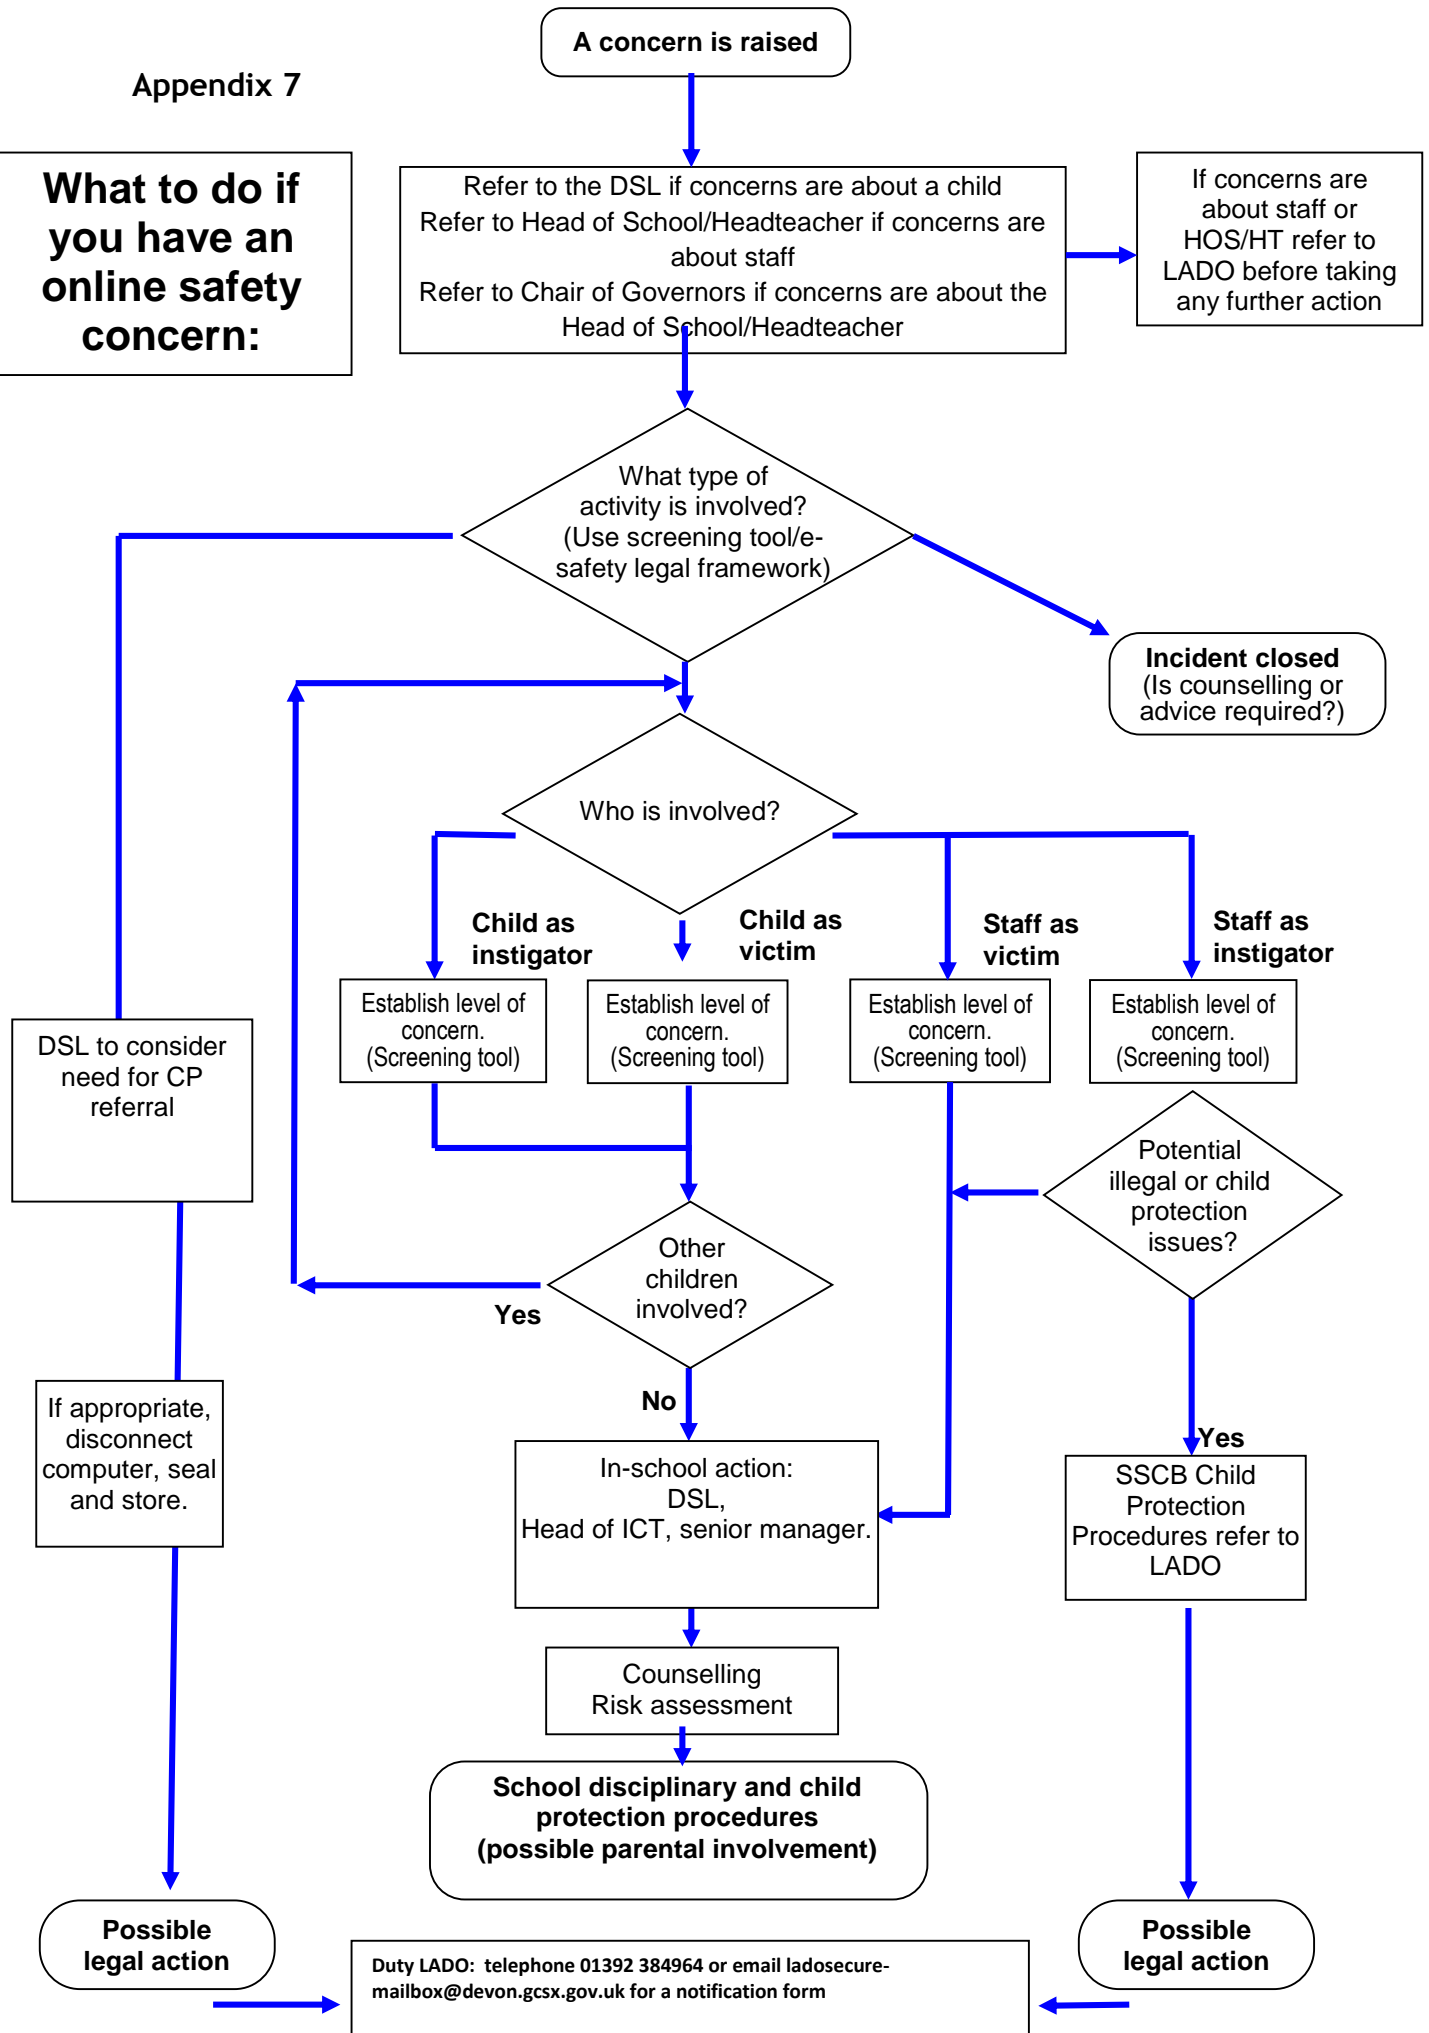 A concern is raised
Appendix 7
What to do if
you have an
online safety
concern:
Refer to the DSL if concerns are about a child
Refer to Head of School/Headteacher if concerns are
about staff
Refer to Chair of Governors if concerns are about the
Head of School/Headteacher
If concerns are
about staff or
HOS/HT refer to
LADO before taking
any further action
What type of
activity is involved?
(Use screening tool/e-
safety legal framework)
Incident closed
(Is counselling or
advice required?)
Who is involved?
Child as
instigator
Child as
victim
Staff as
victim
Staff as
instigator
Establish level of
concern.
(Screening tool)
Establish level of
concern.
(Screening tool)
Establish level of
concern.
(Screening tool)
Establish level of
concern.
(Screening tool)
DSL to consider
need for CP
referral
Potential
illegal or child
protection
issues?
Other
children
involved?
Yes
No
If appropriate,
disconnect
computer, seal
and store.
In-school action:
DSL,
Head of ICT, senior manager.
Yes
SSCB Child
Protection
Procedures refer to
LADO
Counselling
Risk assessment
School disciplinary and child
protection procedures
(possible parental involvement)
Possible
legal action
Possible
legal action
Duty LADO: telephone 01392 384964 or email ladosecure-
mailbox@devon.gcsx.gov.uk for a notification form